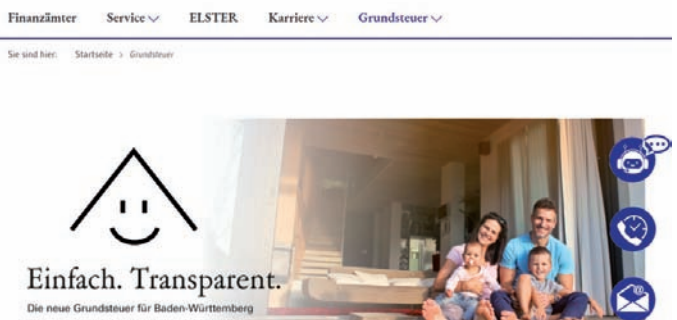 Finanzämter Service ELSTER Karriere Grundsteuer
Sie sind hier: Startseite > Grundsteuer
Einfach. Transparent.
Die neue Grundsteuer für Baden-Württemberg